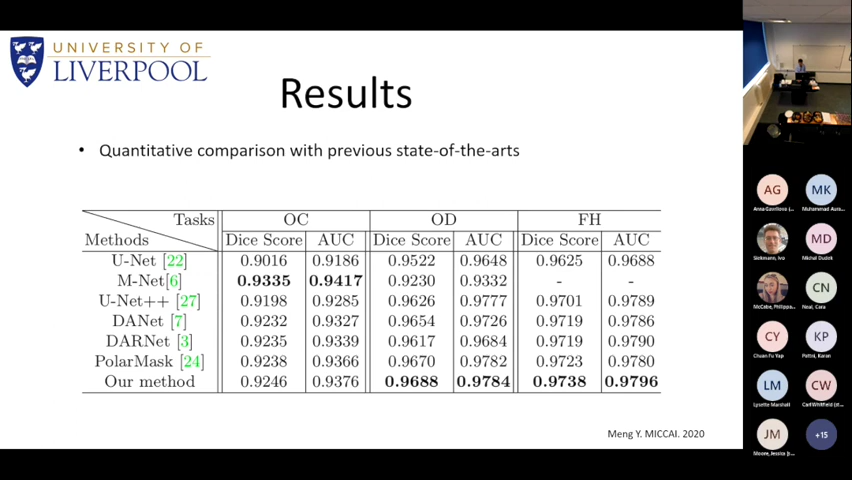 UNIVERSITY OF
LIVERPOOL
Results
• Quantitative comparison with previous state-of-the-arts
Tasks OC OD FH
Methods Dice Score AUC Dice Score AUC Dice Score AUC
U-Net [22] 0.9016 0.9186 0.9522 0.9648 0.9625 0.9688
M-Net[6] 0.9335 0.9417 0.9230 0.9332 - -
U-Net++ [27] 0.9198 0.9285 0.9626 0.9777 0.9701 0.9789
DANet [7] 0.9232 0.9327 0.9654 0.9726 0.9719 0.9786
DARNet [3] 0.9235 0.9339 0.9617 0.9684 0.9719 0.9790
PolarMask [24] 0.9238 0.9366 0.9670 0.9782 0.9723 0.9780
Our method 0.9246 0.9376 0.9688 0.9784 0.9738 0.9796
Meng Y. MICCAI. 2020
AG MK
Muhammad Aura...
MD
Siekmann, Ivo Michal Dudek
CN
McCabe, Philippa... Neal, Cara
CY KP
Chuan Fu Yap Pattni, Karan
LM CW
Lysette Marshall Carl Whitfield (st...
JM +15
Moore, Jessica [r...